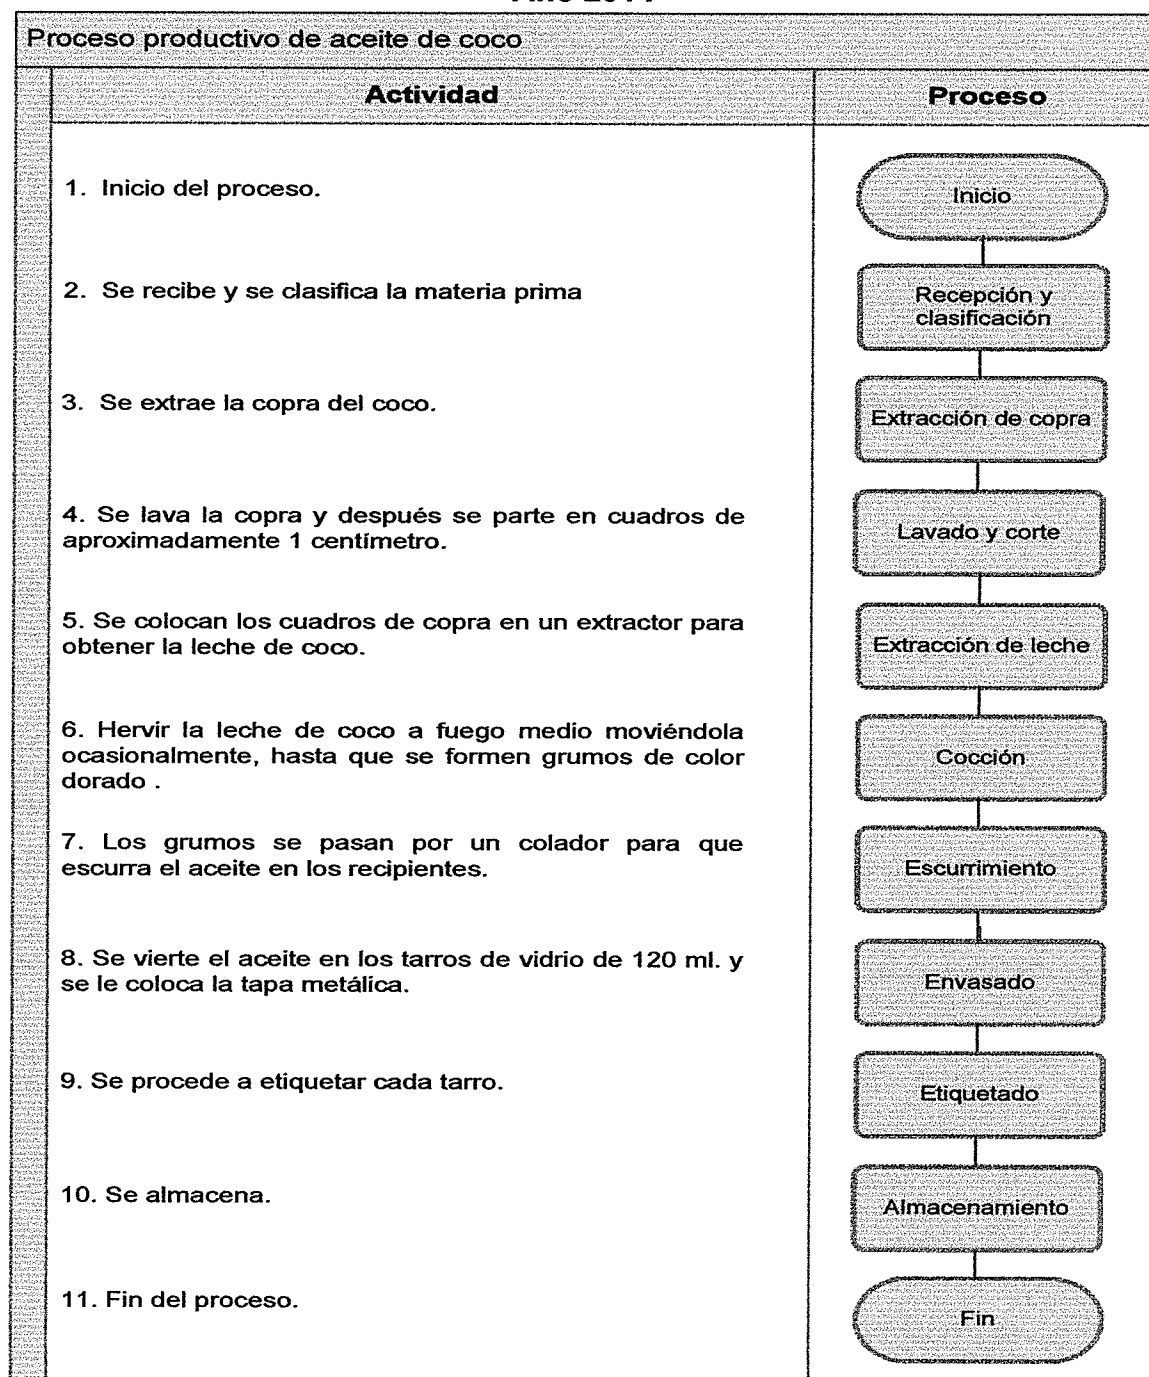 Proceso productivo de aceite de coco
Actividad
Proceso
1. Inicio del proceso.
Inicio
2. Se recibe y se clasifica la materia prima
Recepción y
clasificación
3. Se extrae la copra del coco.
Extracción de copra
4. Se lava la copra y después se parte en cuadros de
aproximadamente 1 centímetro.
Lavado y corte
5. Se colocan los cuadros de copra en un extractor para
obtener la leche de coco.
Extracción de leche
6. Hervir la leche de coco a fuego medio moviéndola
ocasionalmente, hasta que se formen grumos de color
dorado .
Cocción
7. Los grumos se pasan por un colador para que
escurra el aceite en los recipientes.
Escurrimiento
8. Se vierte el aceite en los tarros de vidrio de 120 ml. y
se le coloca la tapa metálica.
Envasado
9. Se procede a etiquetar cada tarro.
Etiquetado
10. Se almacena.
Almacenamiento
11. Fin del proceso.
Fin